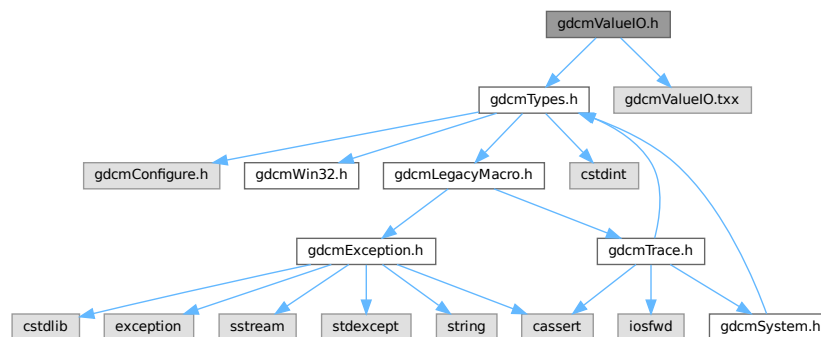 gdcmValueIO.h
gdcmTypes.h
gdcmValueIO.txx
gdcmConfigure.h
gdcmWin32.h
gdcmLegacyMacro.h
cstdint
gdcmException.h
gdcmTrace.h
cstdlib
exception
sstream
stdexcept
string
cassert
iosfwd
gdcmSystem.h